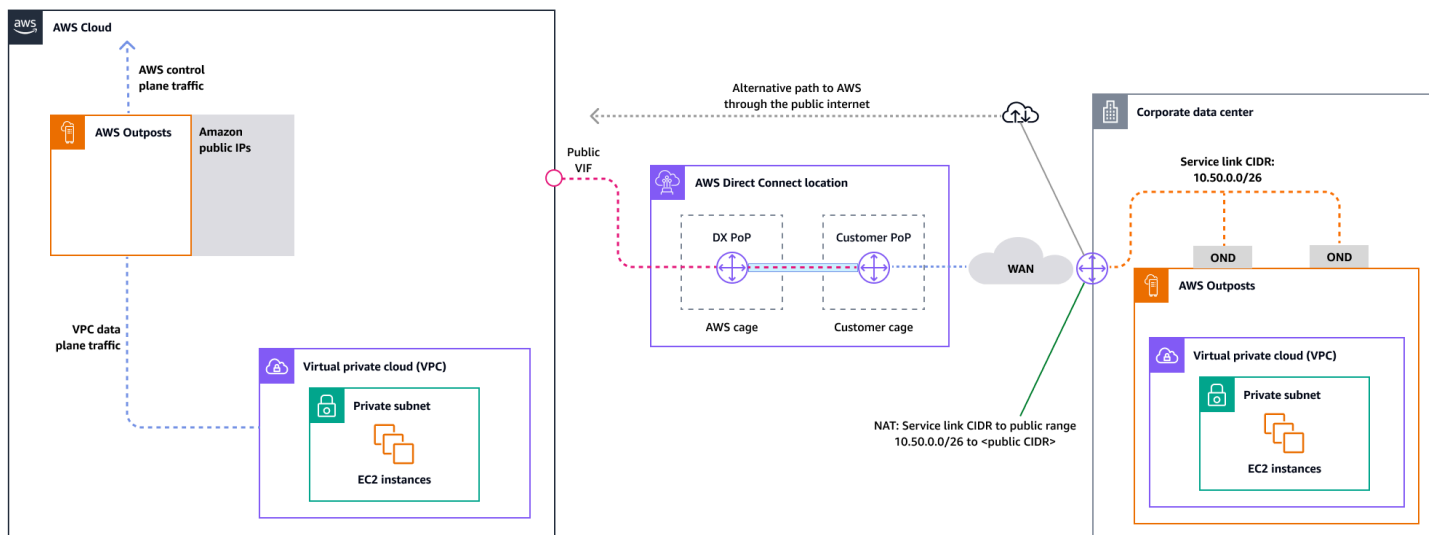 aws
AWS Cloud
AWS control
plane traffic
AWS Outposts
Amazon
public IPs
VPC data
plane traffic
Virtual private cloud (VPC)
Private subnet
EC2 instances
Public
VIF
Alternative path to AWS
through the public internet
AWS Direct Connect location
DX PoP
Customer PoP
AWS cage
Customer cage
WAN
NAT: Service link CIDR to public range
10.50.0.0/26 to <public CIDR>
Corporate data center
Service link CIDR:
10.50.0.0/26
OND
OND
AWS Outposts
Virtual private cloud (VPC)
Private subnet
EC2 instances